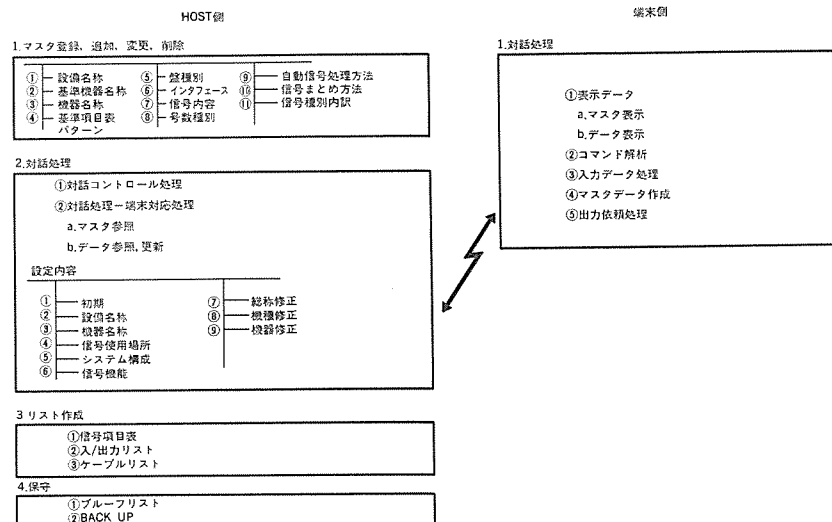 HOST側
1.マスタ登録、追加、変更、削除
① 設備名称
② 基準機器名称
③ 機器名称
④ 基準項目表
パターン
⑤ 盤種別
⑥ インタフェース
⑦ 信号内容
⑧ 号数種別
⑨ 自動信号処理方法
⑩ 信号まとめ方法
⑪ 信号種別内訳
2.対話処理
①対話コントロール処理
②対話処理ー端末対応処理
a.マスタ参照
b.データ参照,更新
設定内容
① 初期
② 設備名称
③ 機器名称
④ 信号使用場所
⑤ システム構成
⑥ 信号機能
⑦ 総称修正
⑧ 機種修正
⑨ 機器修正
3 リスト作成
①信号項目表
②入/出力リスト
③ケーブルリスト
4.保守
①プルーフリスト
②BACK UP
端末側
1.対話処理
①表示データ
a.マスタ表示
b.データ表示
②コマンド解析
③入力データ処理
④マスタデータ作成
⑤出力依頼処理